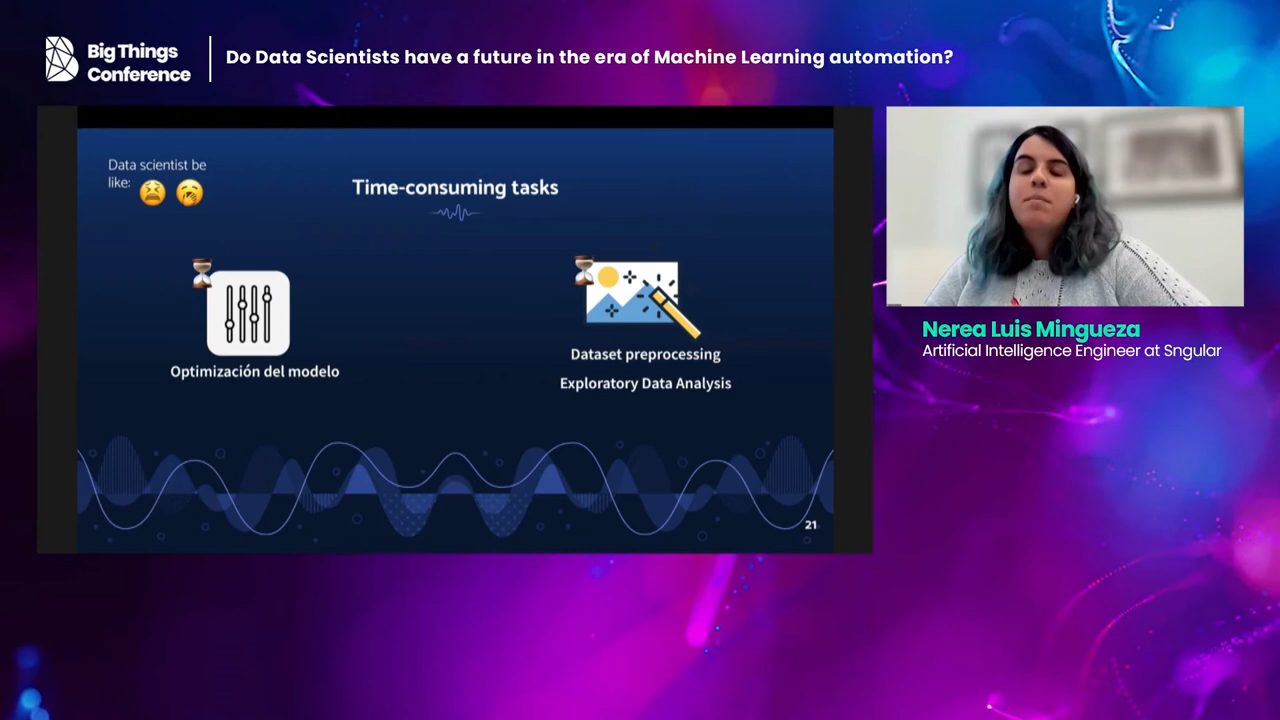 Big Things
Conference
Do Data Scientists have a future in the era of Machine Learning automation?
Data scientist be
like:
Time-consuming tasks
Optimización del modelo
Dataset preprocessing
Exploratory Data Analysis
21
Nerea Luis Mingueza
Artificial Intelligence Engineer at Sngular